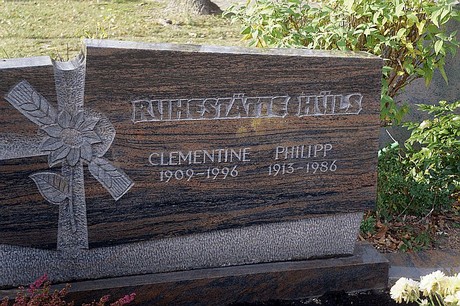 RUHESTÄTTE HÜLS
CLEMENTINE PHILIPP
1909-1996 1913-1986